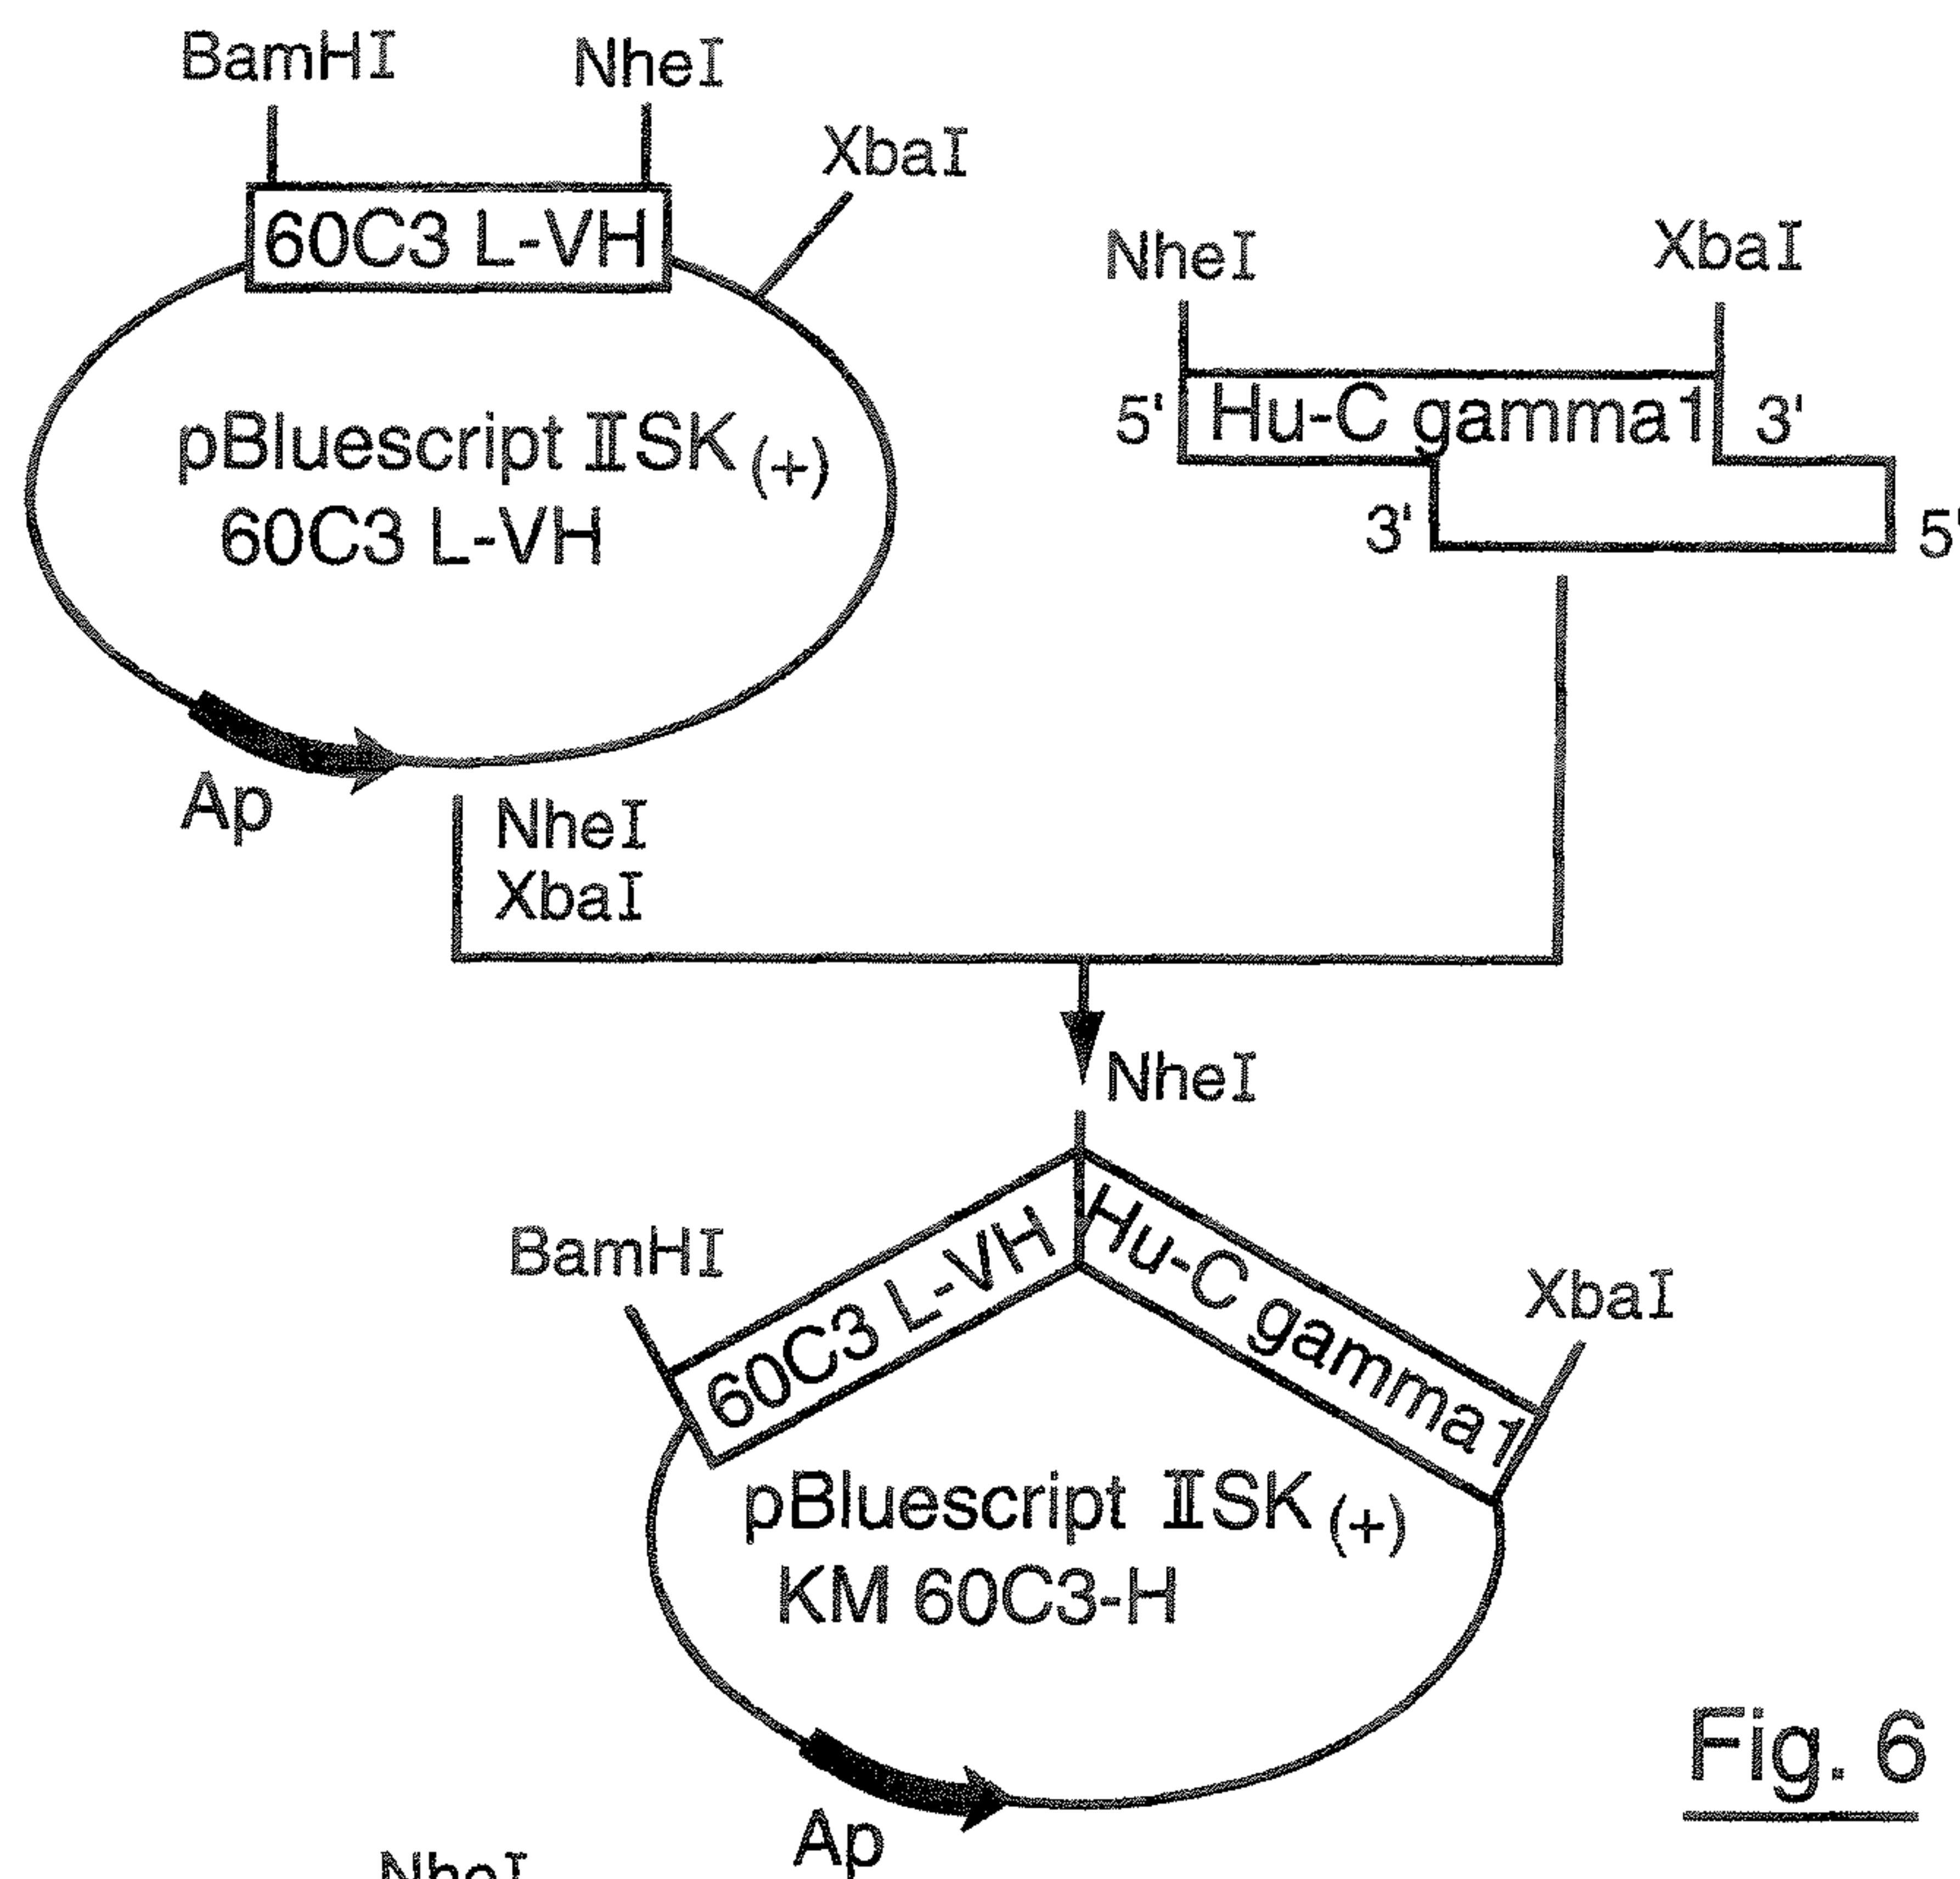 BamHI
NheI
XbaI
60C3 L-VH
pBluescript IISK (+)
60C3 L-VH
Ap
NheI
XbaI
5' Hu-C gamma1 3'
3' 5'
NheI
XbaI
NheI
BamHI
60C3 L-VH
Hu-C gamma1
XbaI
pBluescript IISK (+)
KM 60C3-H
Ap
Fig. 6
NheI